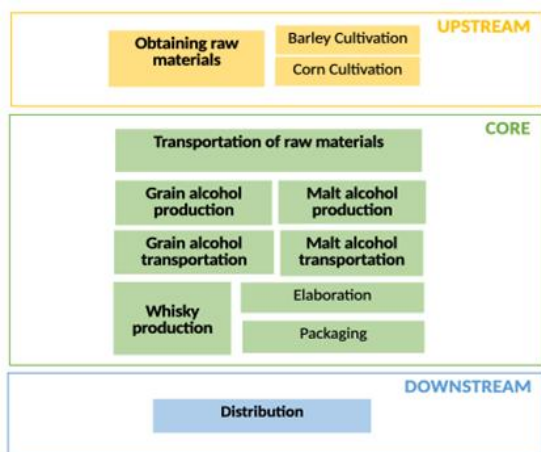 UPSTREAM
Obtaining raw
materials
Barley Cultivation
Corn Cultivation
CORE
Transportation of raw materials
Grain alcohol
production
Malt alcohol
production
Grain alcohol
transportation
Malt alcohol
transportation
Whisky
production
Elaboration
Packaging
DOWNSTREAM
Distribution